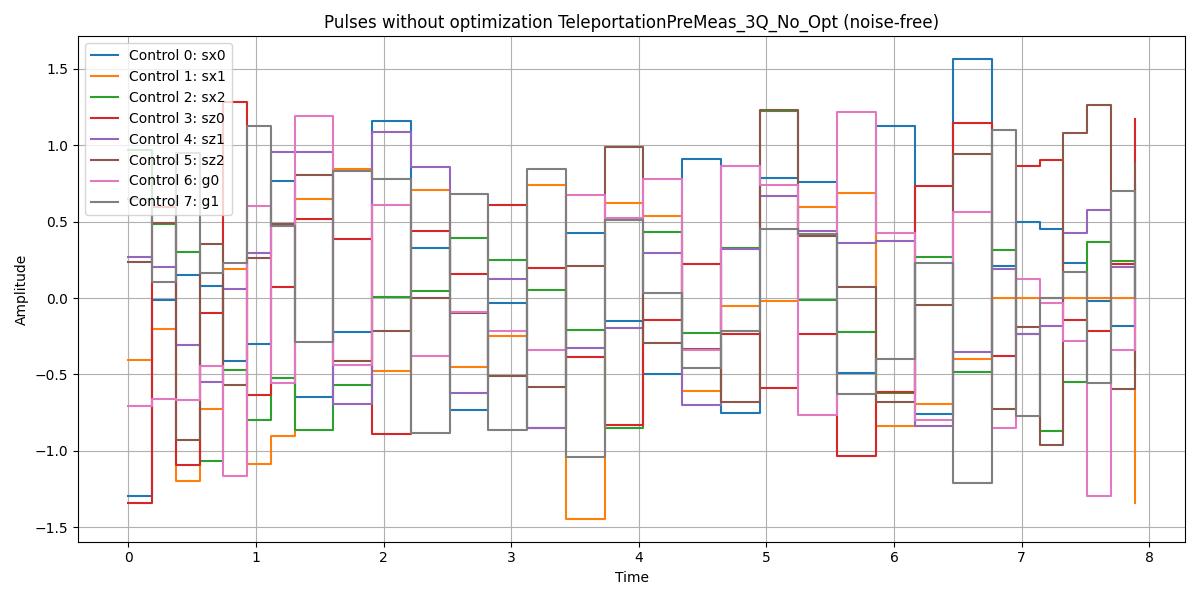 Pulses without optimization TeleportationPreMeas_3Q_No_Opt (noise-free)
Control 0: sx0
Control 1: sx1
Control 2: sx2
Control 3: sz0
Control 4: sz1
Control 5: sz2
Control 6: g0
Control 7: g1
Amplitude
1.5
1.0
0.5
0.0
−0.5
−1.0
−1.5
0 1 2 3 4 5 6 7 8
Time